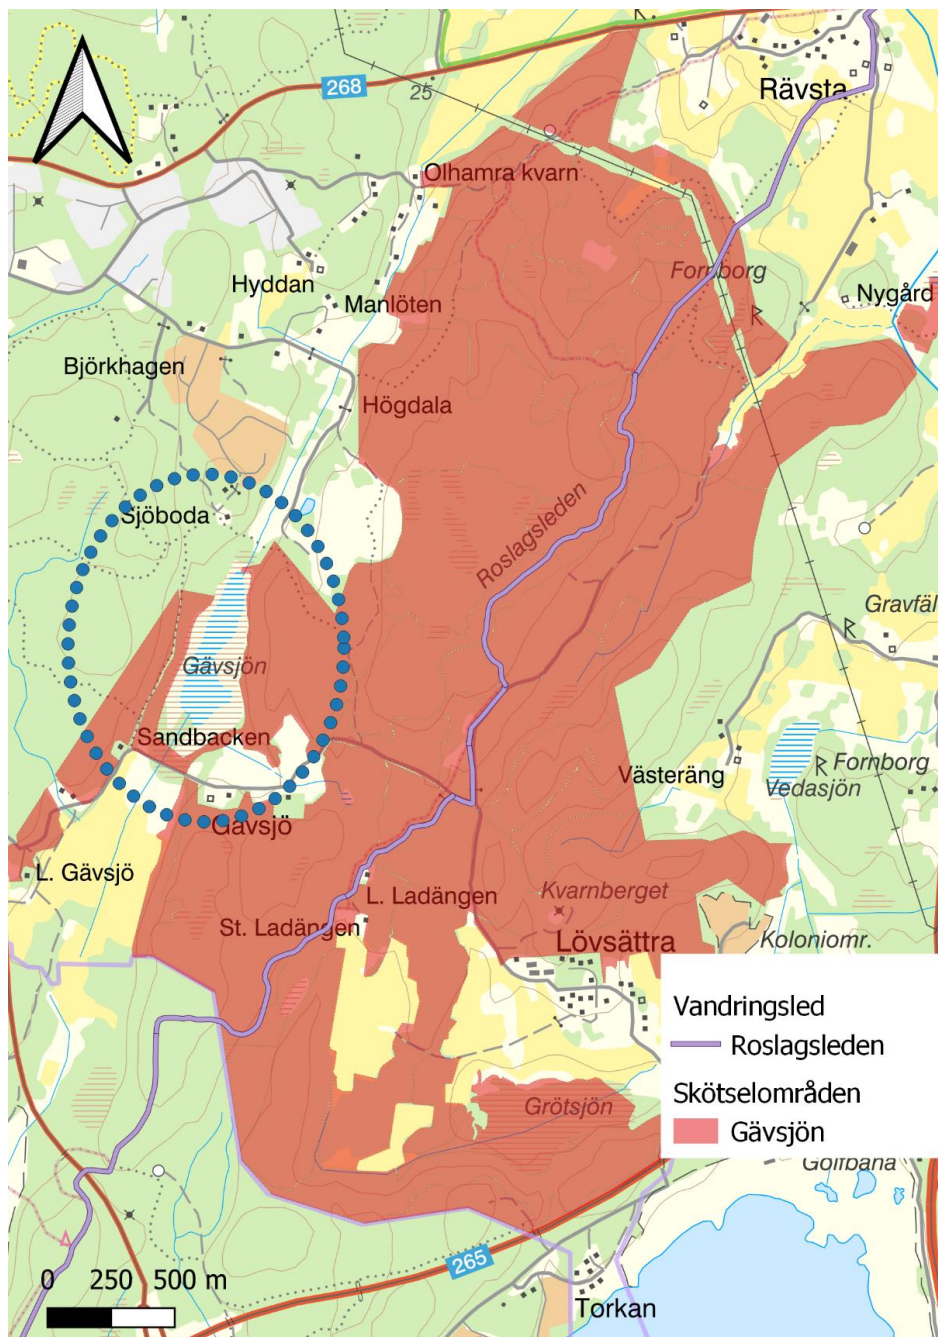 268
25
Rävsta
Olhamra kvarn
Fornborg
Hyddan
Manlöten
Nygård
Björkhagen
Högdala
Sjöboda
Roslagsleden
Gravfäl
Gävsjön
Sandbacken
Västeräng
Fornborg
Vedasjön
Gävsjö
L. Gävsjö
L. Ladängen
Kvarnberget
St. Ladängen
Lövsättra
Koloniomr.
Vandringsled
Roslagsleden
Skötselområden
Gävsjön
Grötsjön
Golfbana
265
0 250 500 m
Torkan